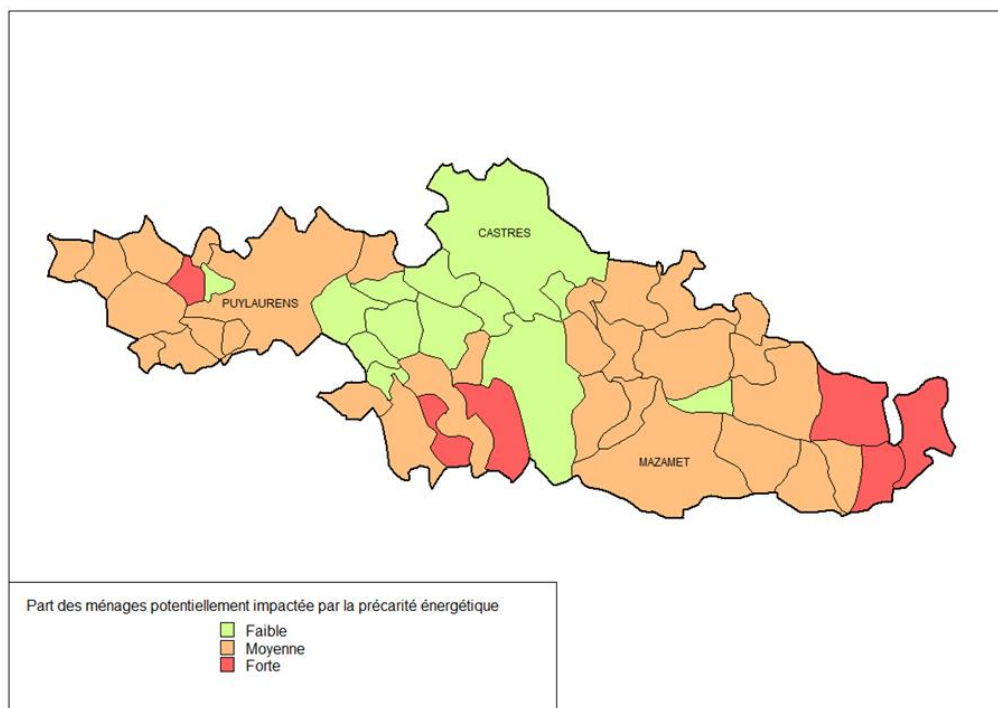 CASTRES
PUYLAURENS
MAZAMET
Part des ménages potentiellement impactée par la précarité énergétique
Faible
Moyenne
Forte